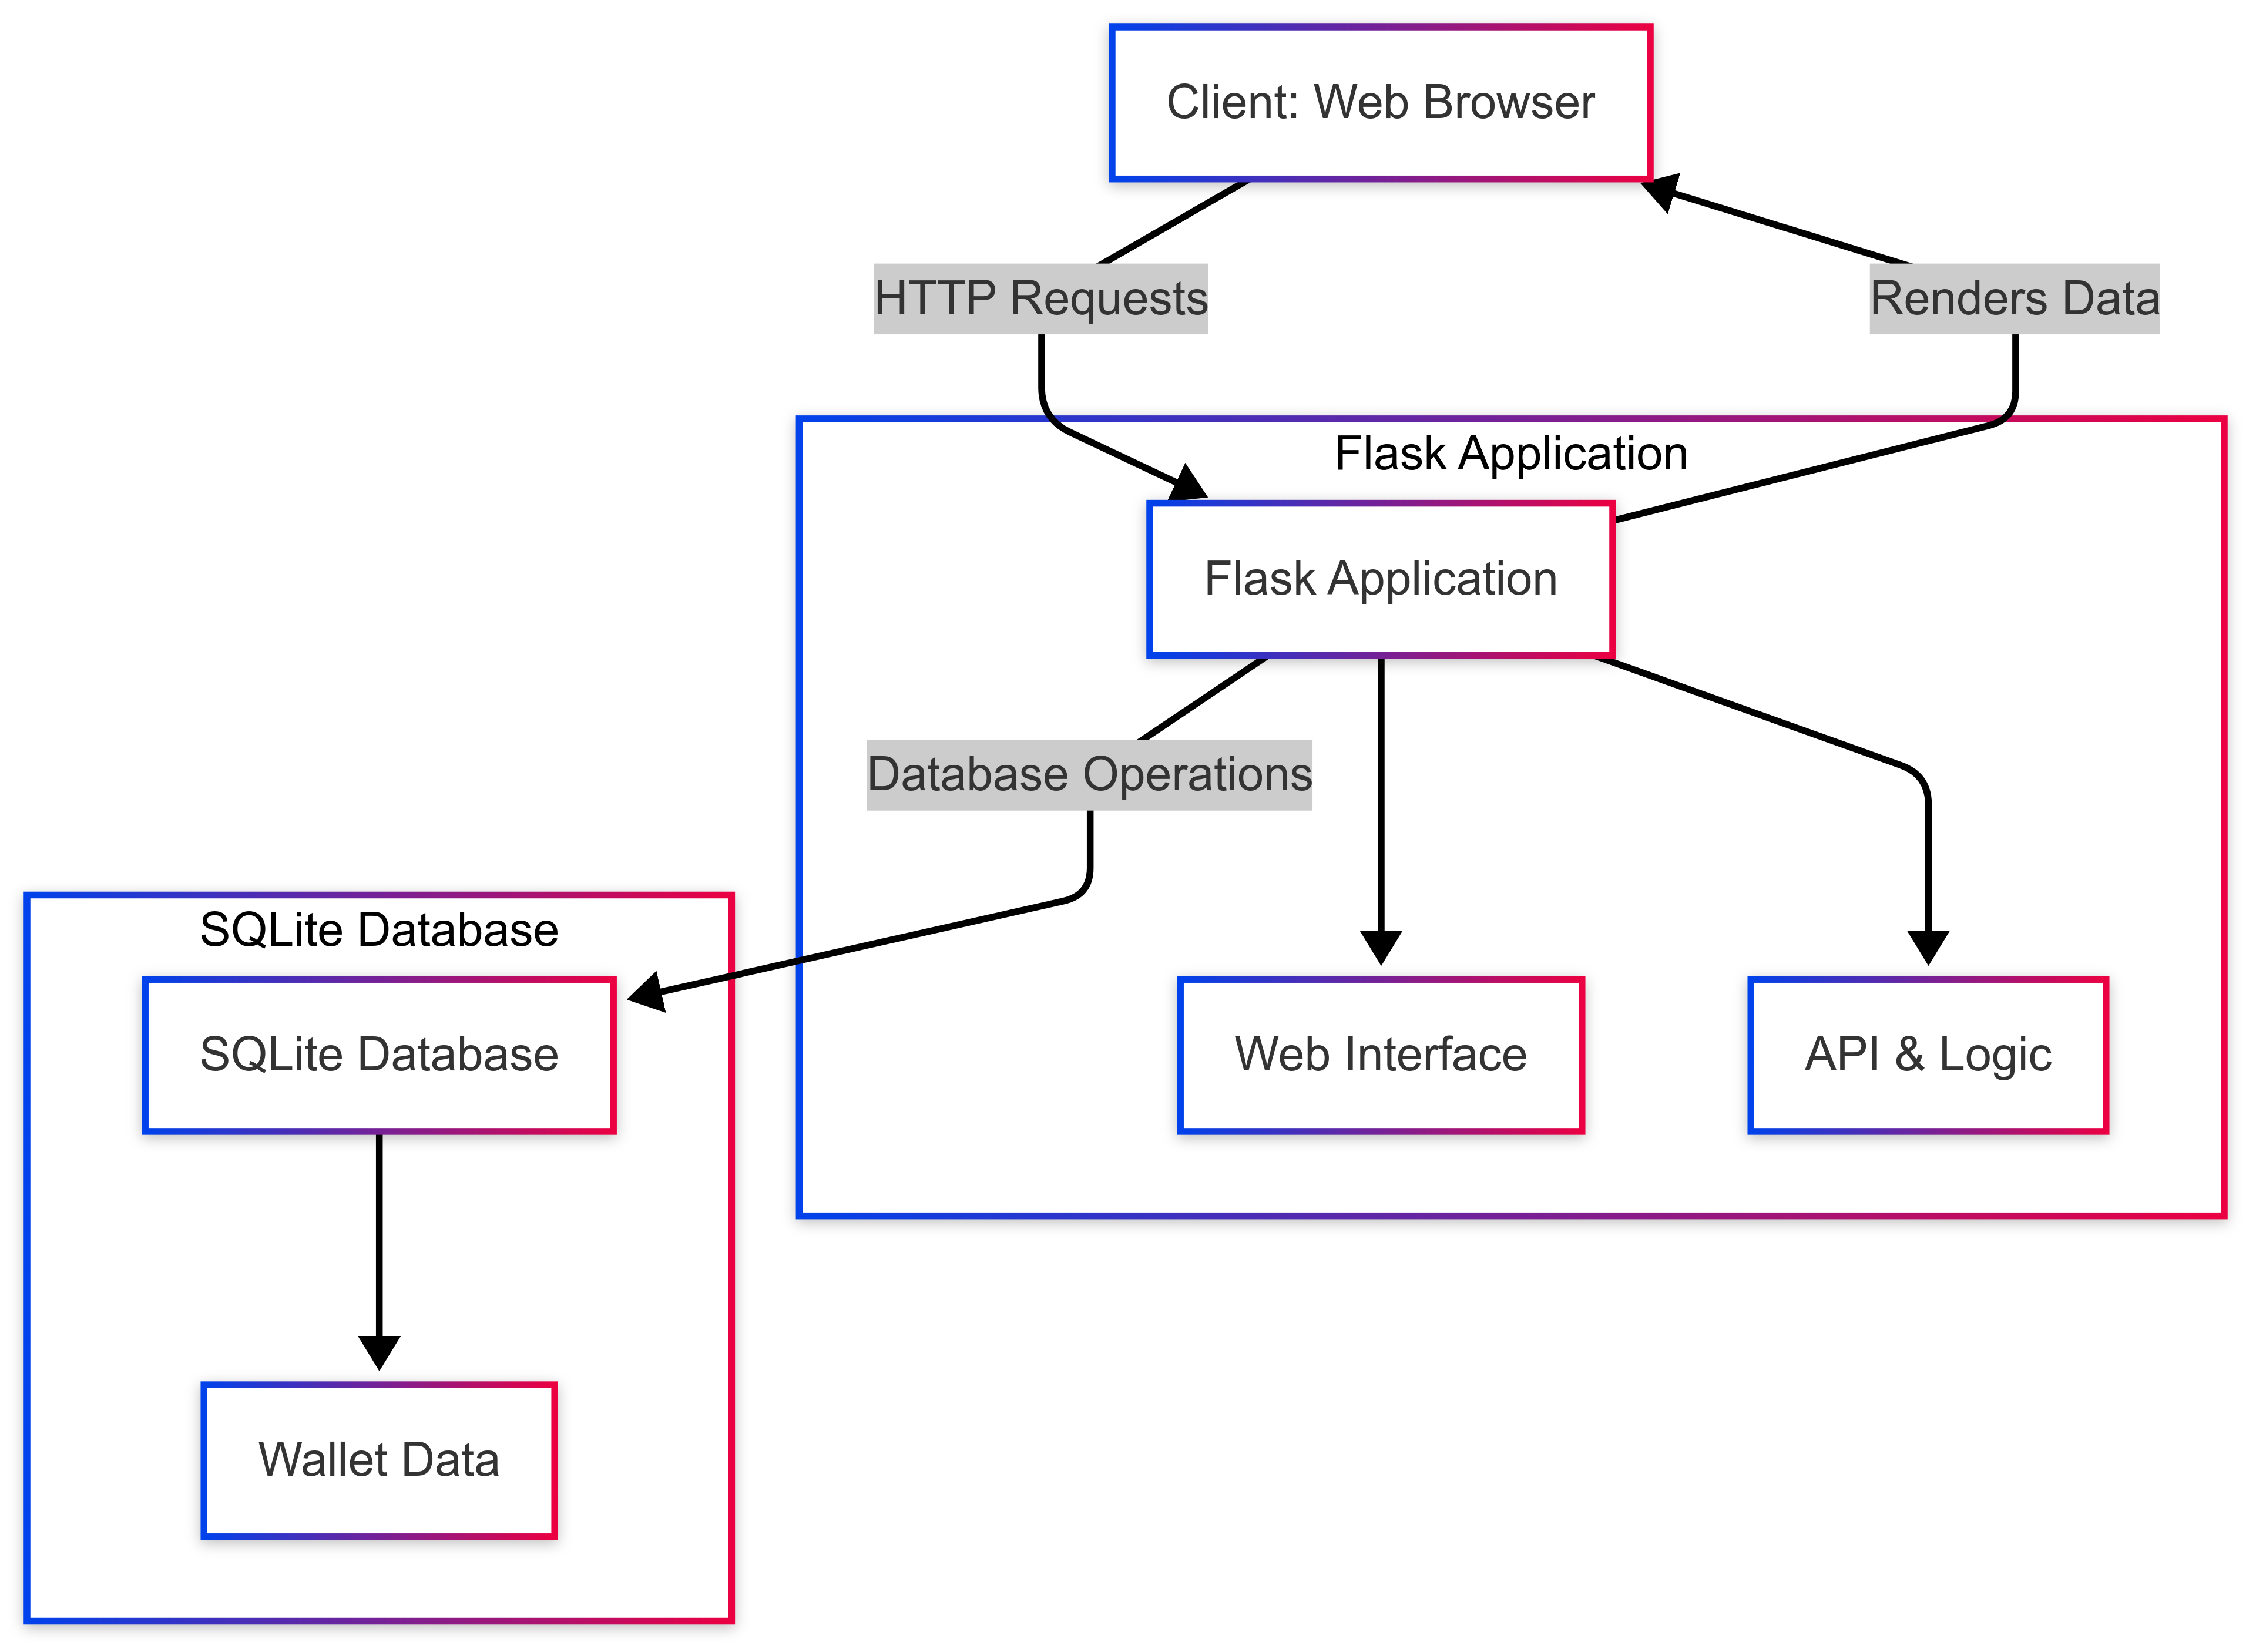 Client: Web Browser
HTTP Requests
Renders Data
Flask Application
Flask Application
Database Operations
SQLite Database
SQLite Database
Web Interface
API & Logic
Wallet Data